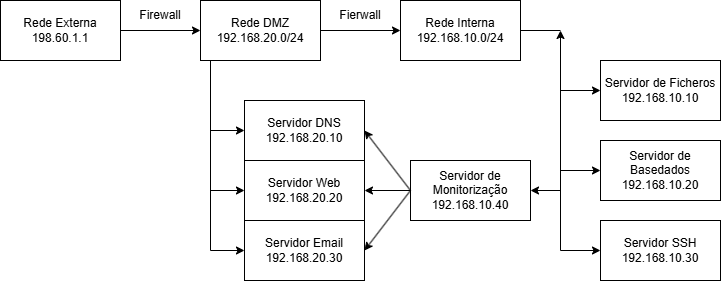 Rede Externa
198.60.1.1
Firewall
Rede DMZ
192.168.20.0/24
Fierwall
Rede Interna
192.168.10.0/24
Servidor de Ficheros
192.168.10.10
Servidor DNS
192.168.20.10
Servidor de
Basedados
192.168.10.20
Servidor Web
192.168.20.20
Servidor de
Monitorização
192.168.10.40
Servidor Email
192.168.20.30
Servidor SSH
192.168.10.30